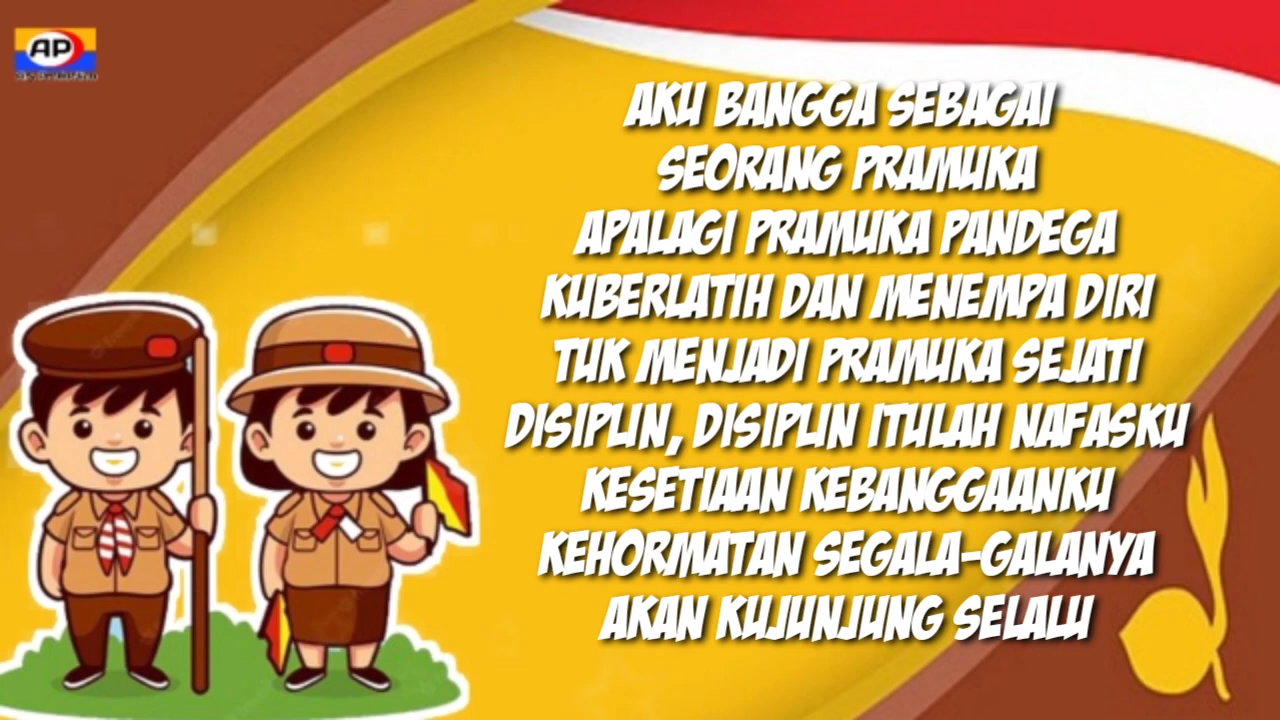 AP
AKU BANGGA SEBAGAI
SEORANG PRAMUKA
APALAGI PRAMUKA PANDEGA
KUBERLATIH DAN MENEMPA DIRI
TUK MENJADI PRAMUKA SEJATI
DISIPLIN, DISIPLIN ITULAH NAFASKU
KESETIAAN KEBANGGAANKU
KEHORMATAN SEGALA-GALANYA
AKAN KUJUNJUNG SELALU